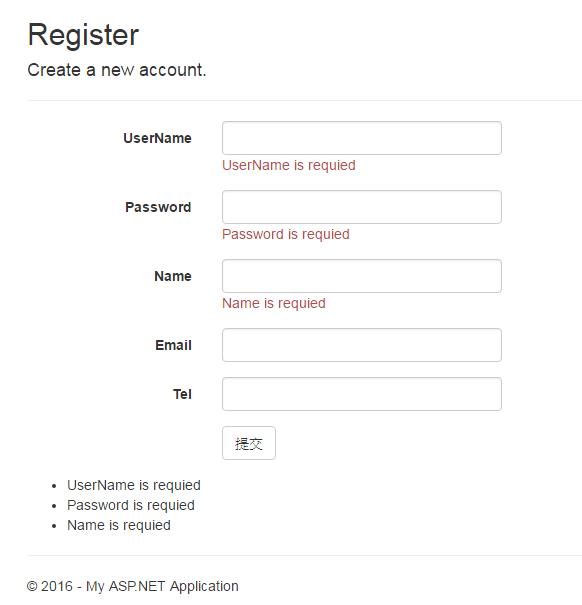 Register
Create a new account.
UserName
UserName is requied
Password
Password is requied
Name
Name is requied
Email
Tel
提交
UserName is requied
Password is requied
Name is requied
© 2016 - My ASP.NET Application